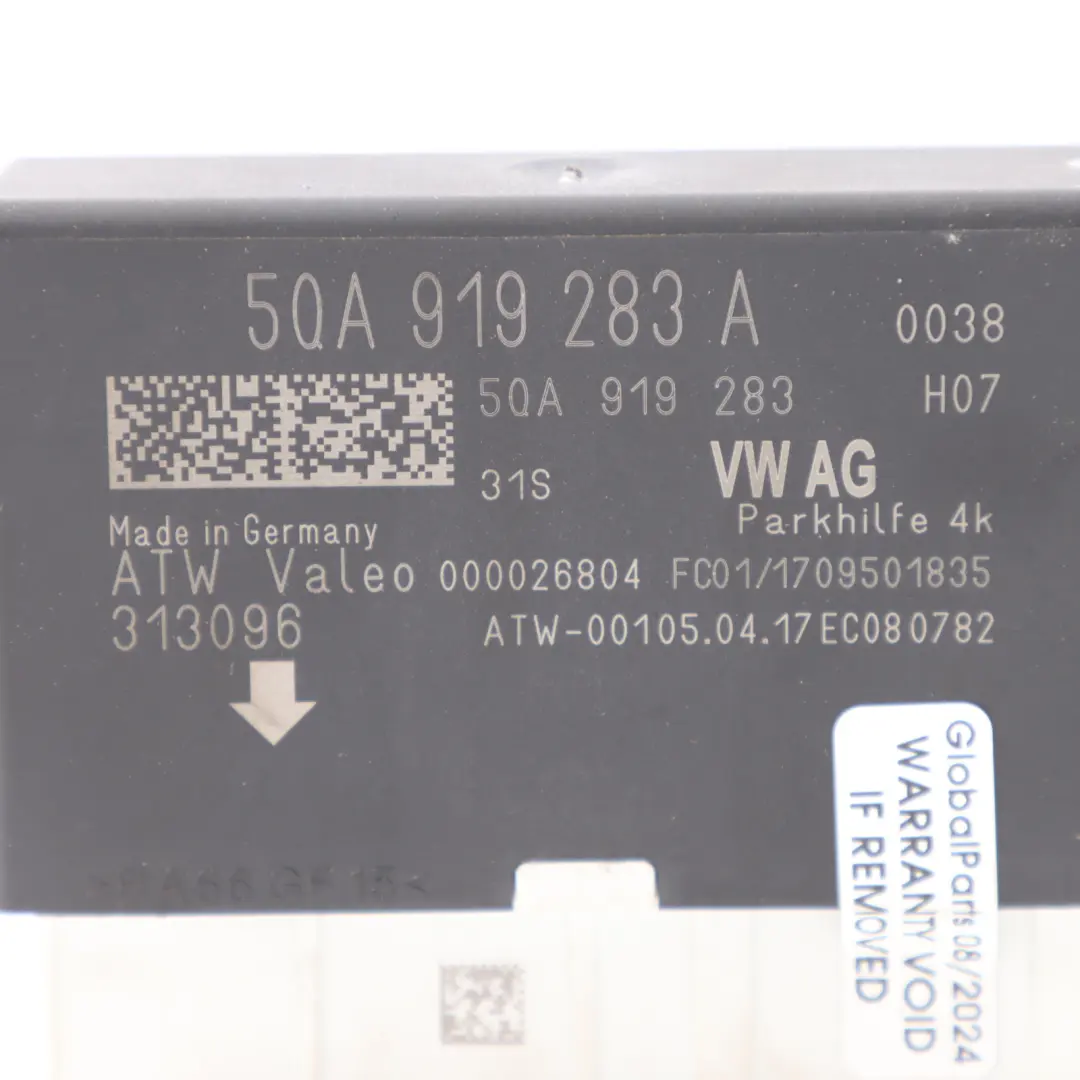 5QA 919 283 A 0038
5QA 919 283 H07
31S VW AG
Parkhilfe 4k
Made in Germany
ATW Valeo 000026804 FC01/1709501835
313096 ATW-00105.04.17EC080782
GlobalParts 08/2024
WARRANTY VOID
IF REMOVED